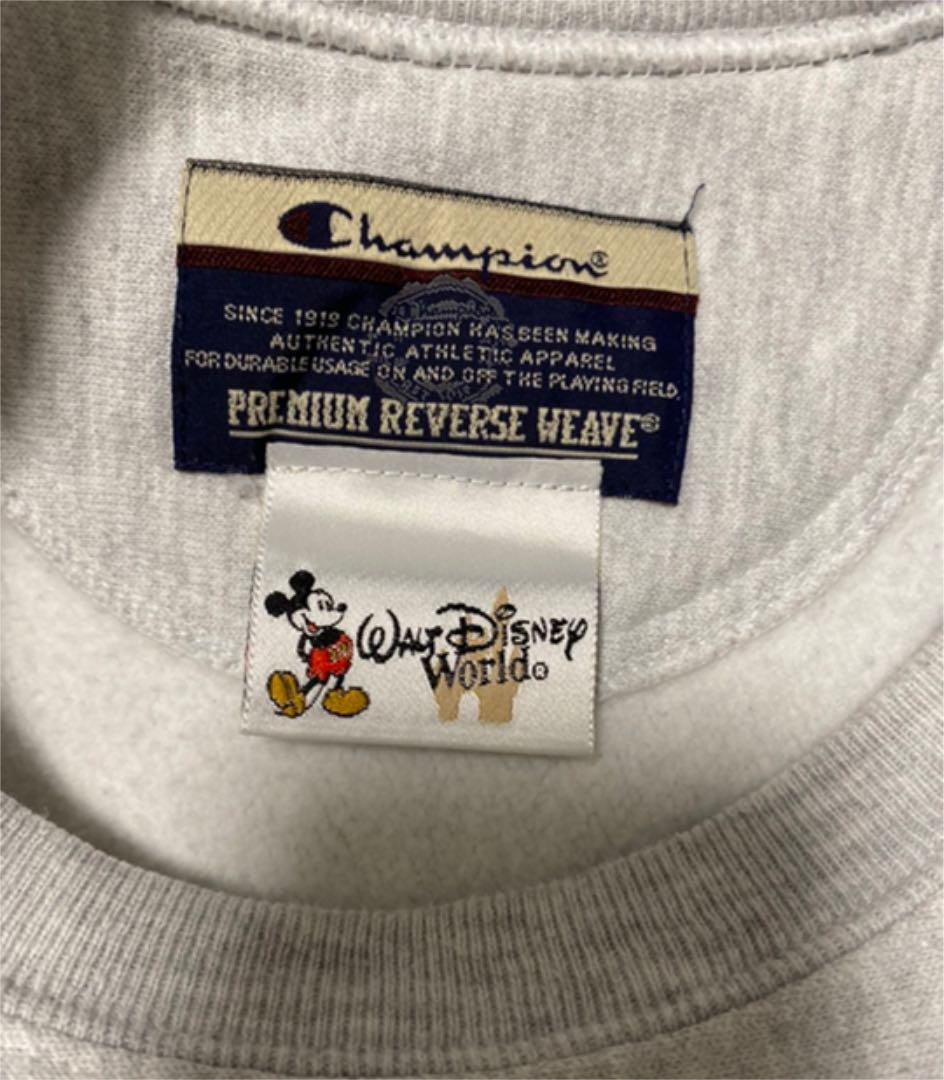 Champion®
SINCE 1919 CHAMPION HAS BEEN MAKING
AUTHENTIC ATHLETIC APPAREL
FOR DURABLE USAGE ON AND OFF THE PLAYING FIELD.
PREMIUM REVERSE WEAVE®
WALT DISNEY
World®